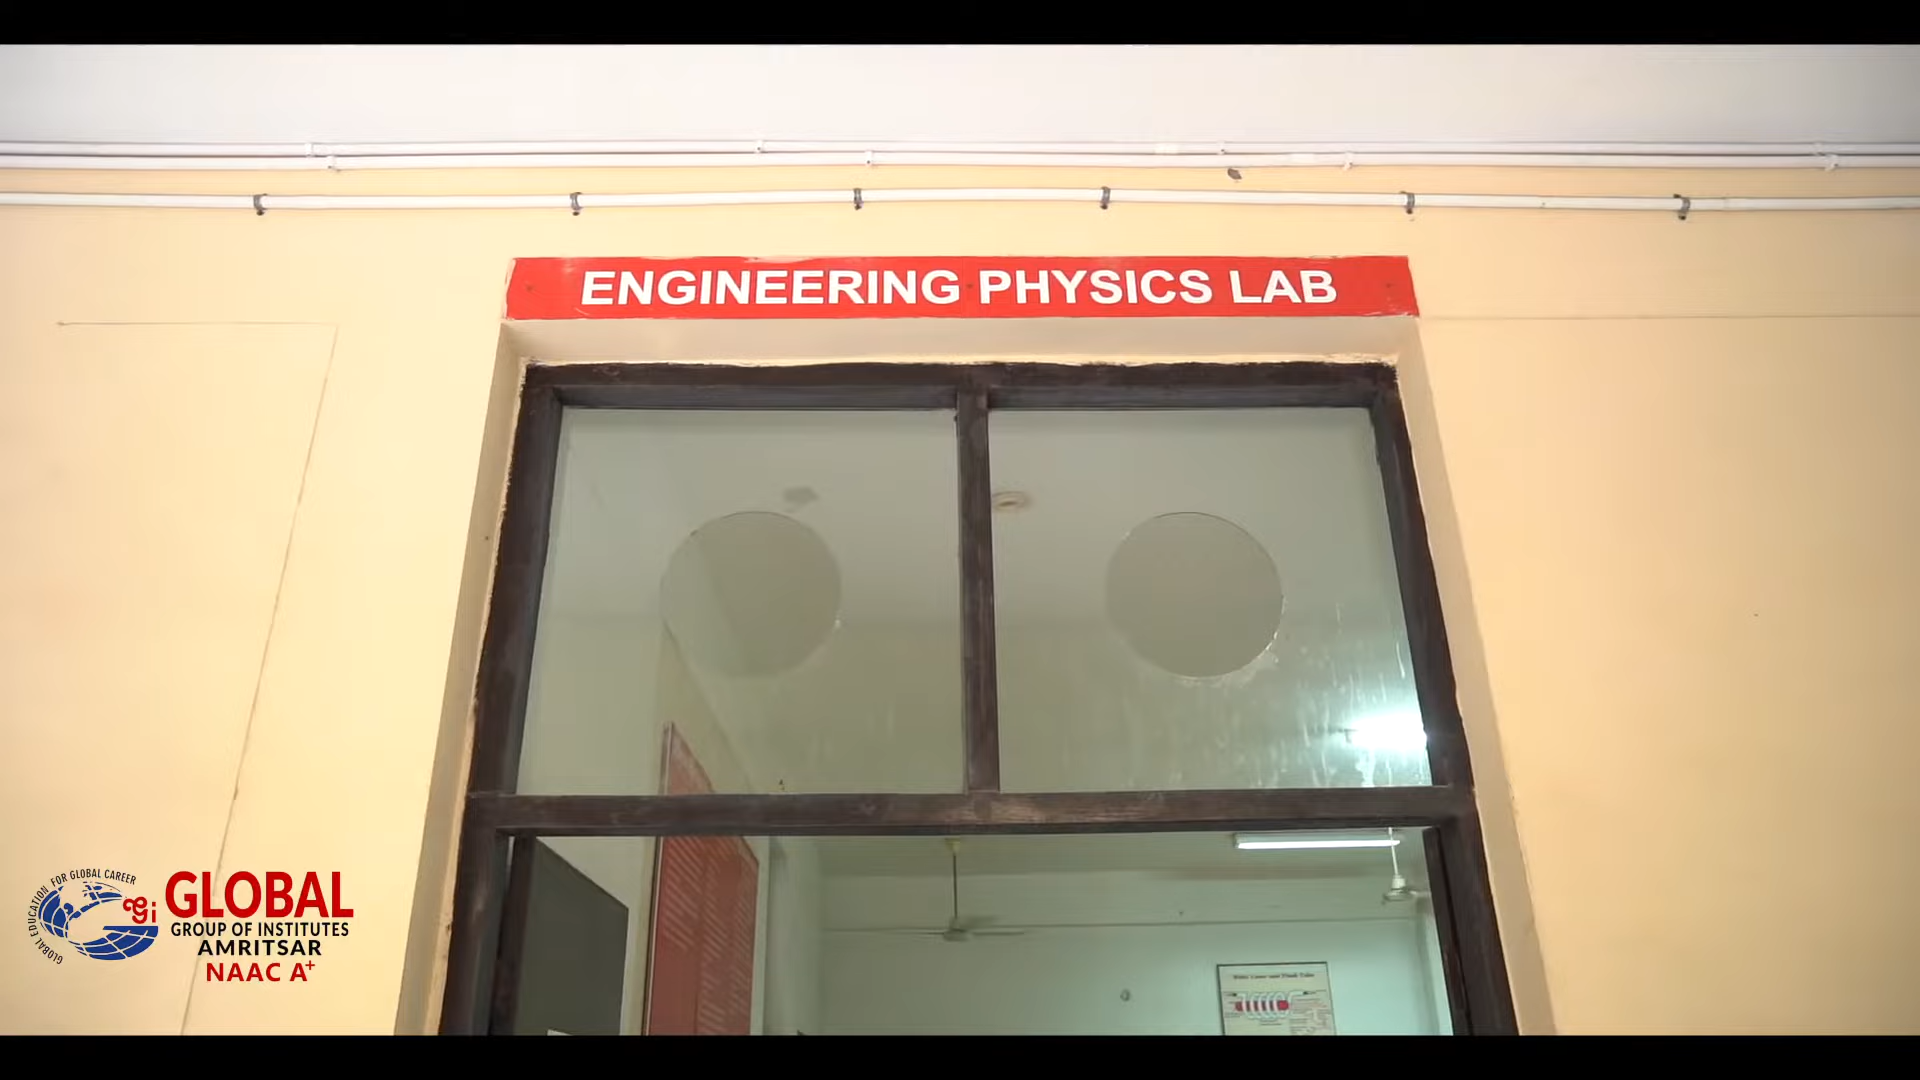 ENGINEERING PHYSICS LAB
GLOBAL EDUCATION FOR GLOBAL CAREER
ggi
GLOBAL
GROUP OF INSTITUTES
AMRITSAR
NAAC A+